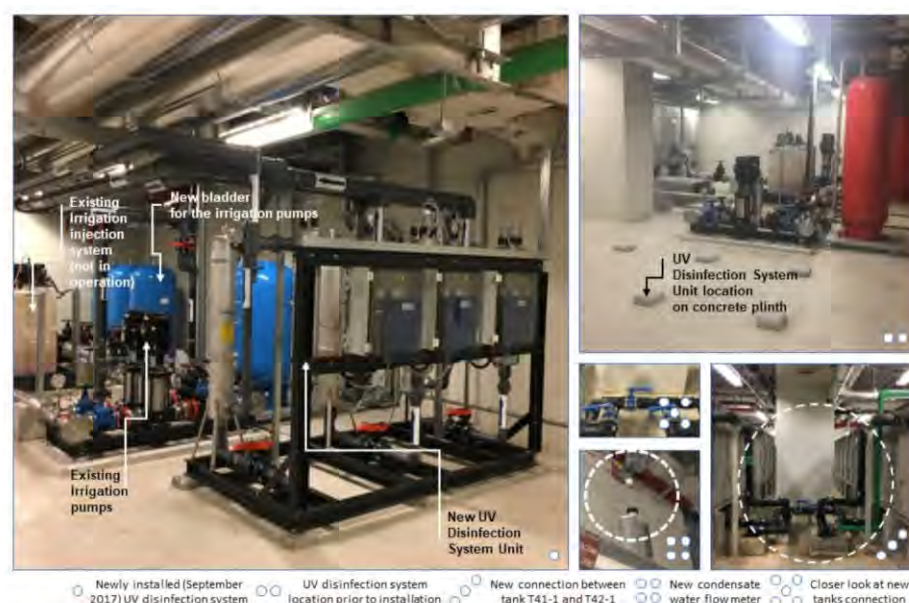 Existing
Irrigation
injection
system
(not in
operation)
New bladder
for the irrigation pumps
Existing
Irrigation
pumps
New UV
Disinfection
System Unit
UV
Disinfection System
Unit location
on concrete plinth
Newly installed (September
2017) UV disinfection system
UV disinfection system
location prior to installation
New connection between
tank T41-1 and T42-1
New condensate
water flow meter
Closer look at new
tanks connection